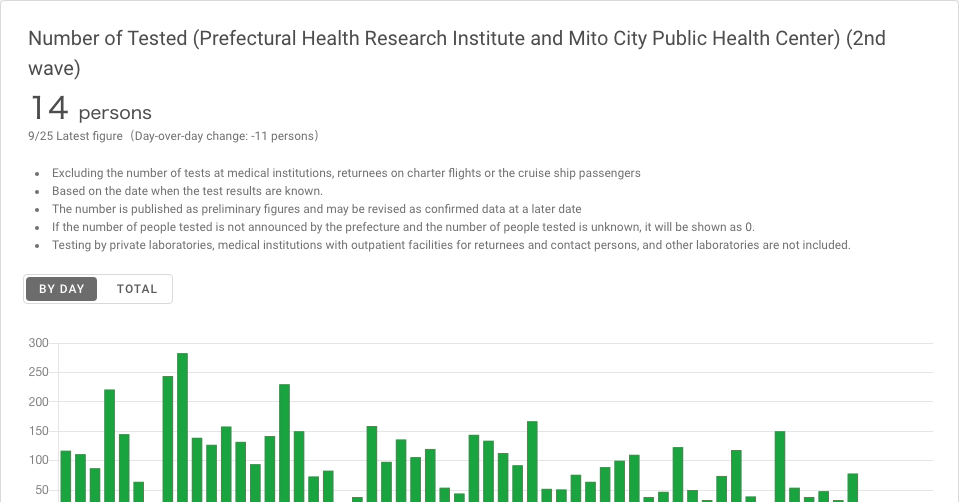 Number of Tested (Prefectural Health Research Institute and Mito City Public Health Center) (2nd
wave)
14 persons
9/25 Latest figure（Day-over-day change: -11 persons）
Excluding the number of tests at medical institutions, returnees on charter flights or the cruise ship passengers
Based on the date when the test results are known.
The number is published as preliminary figures and may be revised as confirmed data at a later date
If the number of people tested is not announced by the prefecture and the number of people tested is unknown, it will be shown as 0.
Testing by private laboratories, medical institutions with outpatient facilities for returnees and contact persons, and other laboratories are not included.
BY DAY TOTAL
300
250
200
150
100
50